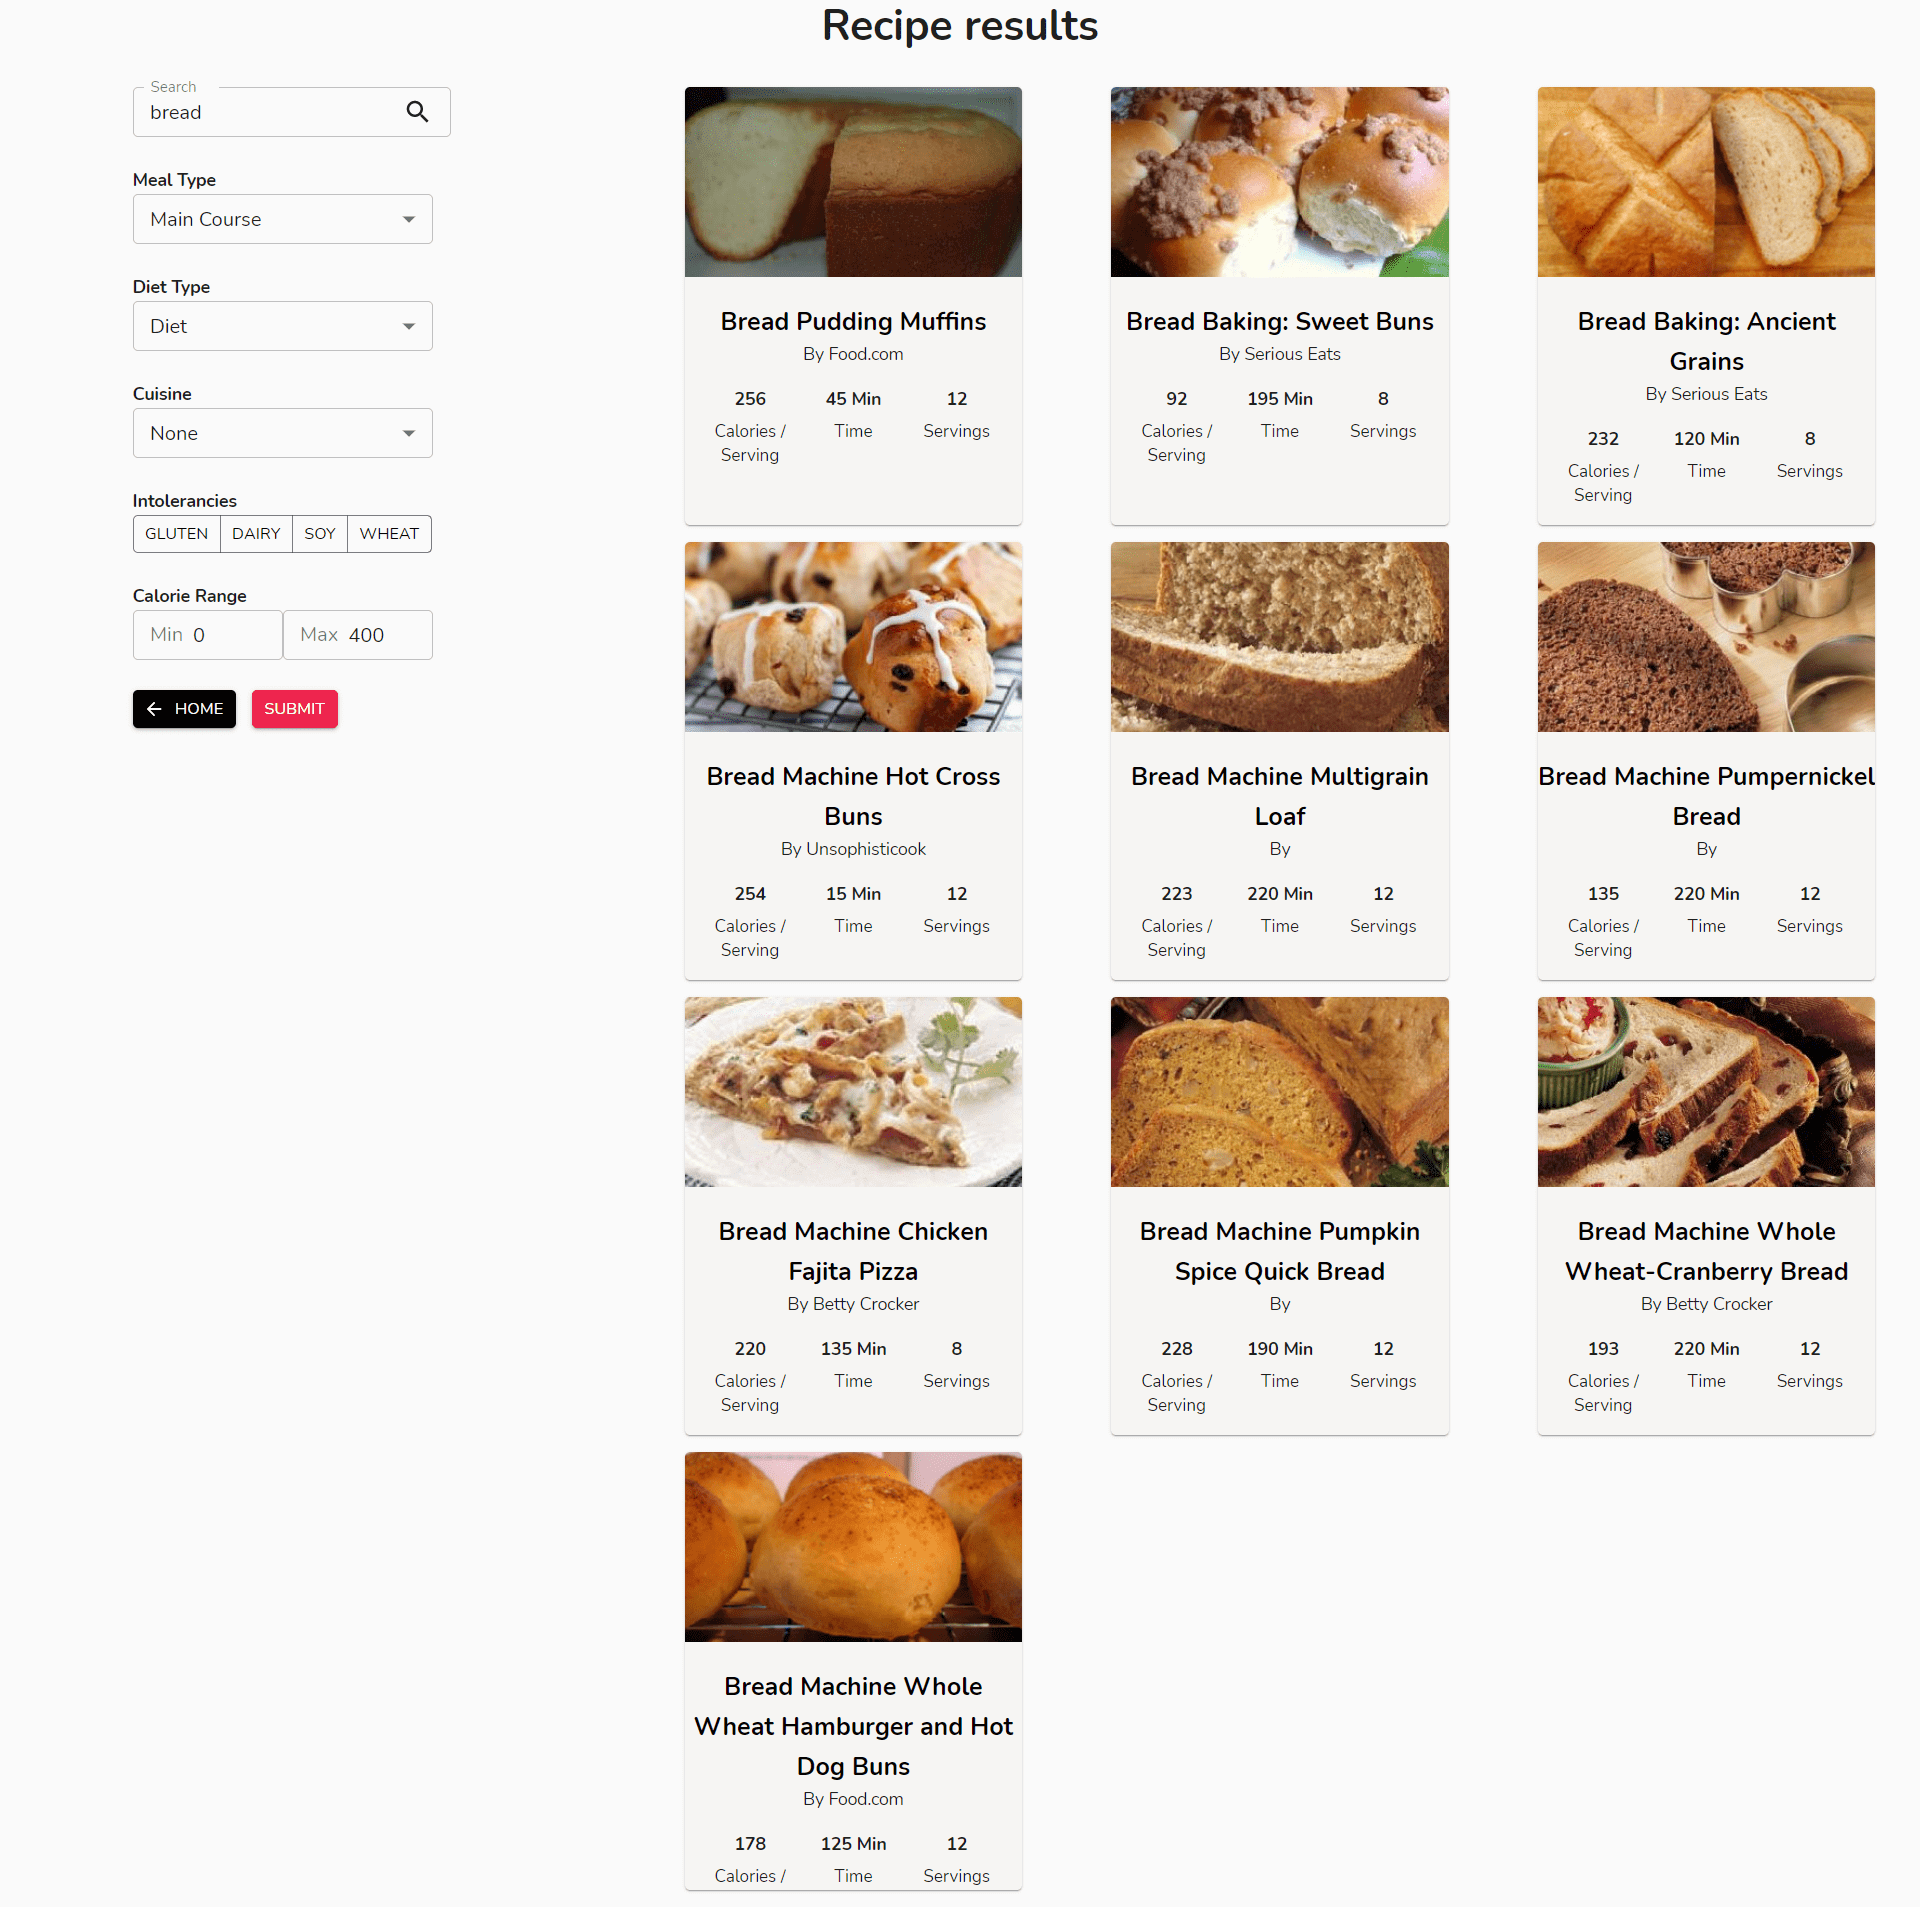 Recipe results
Search
bread
Meal Type
Main Course
Diet Type
Diet
Cuisine
None
Intolerancies
GLUTEN DAIRY SOY WHEAT
Calorie Range
Min 0 Max 400
HOME SUBMIT
Bread Pudding Muffins
By Food.com
256 45 Min 12
Calories / Time Servings
Serving
Bread Baking: Sweet Buns
By Serious Eats
92 195 Min 8
Calories / Time Servings
Serving
Bread Baking: Ancient
Grains
By Serious Eats
232 120 Min 8
Calories / Time Servings
Serving
Bread Machine Hot Cross
Buns
By Unsophisticook
254 15 Min 12
Calories / Time Servings
Serving
Bread Machine Multigrain
Loaf
By
223 220 Min 12
Calories / Time Servings
Serving
Bread Machine Pumpernickel
Bread
By
135 220 Min 12
Calories / Time Servings
Serving
Bread Machine Chicken
Fajita Pizza
By Betty Crocker
220 135 Min 8
Calories / Time Servings
Serving
Bread Machine Pumpkin
Spice Quick Bread
By
228 190 Min 12
Calories / Time Servings
Serving
Bread Machine Whole
Wheat-Cranberry Bread
By Betty Crocker
193 220 Min 12
Calories / Time Servings
Serving
Bread Machine Whole
Wheat Hamburger and Hot
Dog Buns
By Food.com
178 125 Min 12
Calories / Time Servings